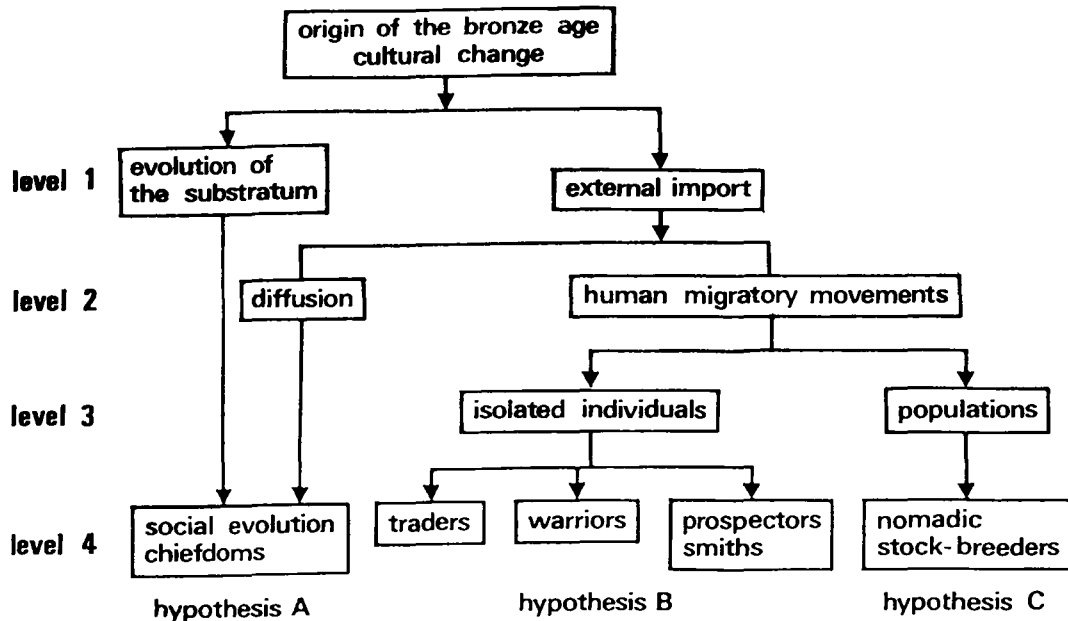 origin of the bronze age
cultural change
level 1
evolution of
the substratum
external import
level 2
diffusion
human migratory movements
level 3
isolated individuals
populations
level 4
social evolution
chiefdoms
traders
warriors
prospectors
smiths
nomadic
stock-breeders
hypothesis A
hypothesis B
hypothesis C